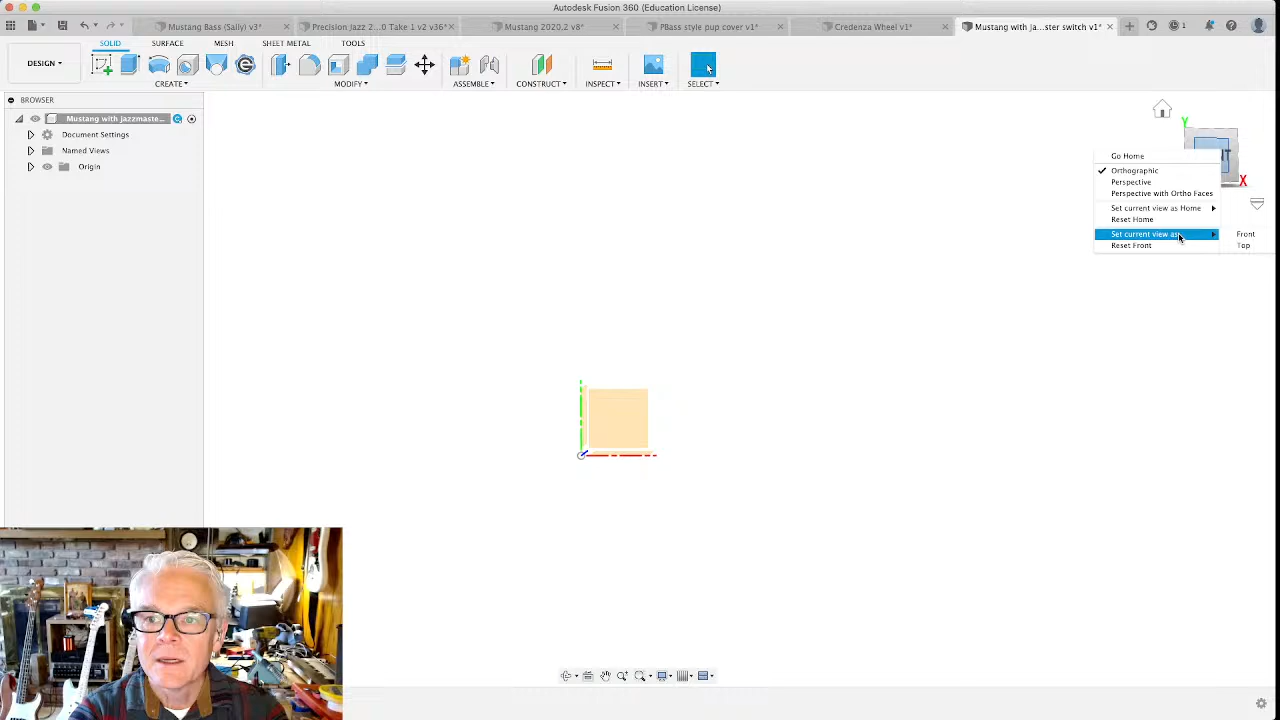 Autodesk Fusion 360 (Education License)
Mustang Bass (Sally) v3*
Precision Jazz 2...0 Take 1 v2 v36*
Mustang 2020.2 v8*
PBass style pup cover v1*
Credenza Wheel v1*
Mustang with Ja...ster switch v1*
1
SOLID
SURFACE
MESH
SHEET METAL
TOOLS
DESIGN
CREATE
MODIFY
ASSEMBLE
CONSTRUCT
INSPECT
INSERT
SELECT
BROWSER
Mustang with jazzmaste...
Document Settings
Named Views
Origin
Y
X
Go Home
Orthographic
Perspective
Perspective with Ortho Faces
Set current view as Home
Reset Home
Set current view as
Reset Front
Front
Top